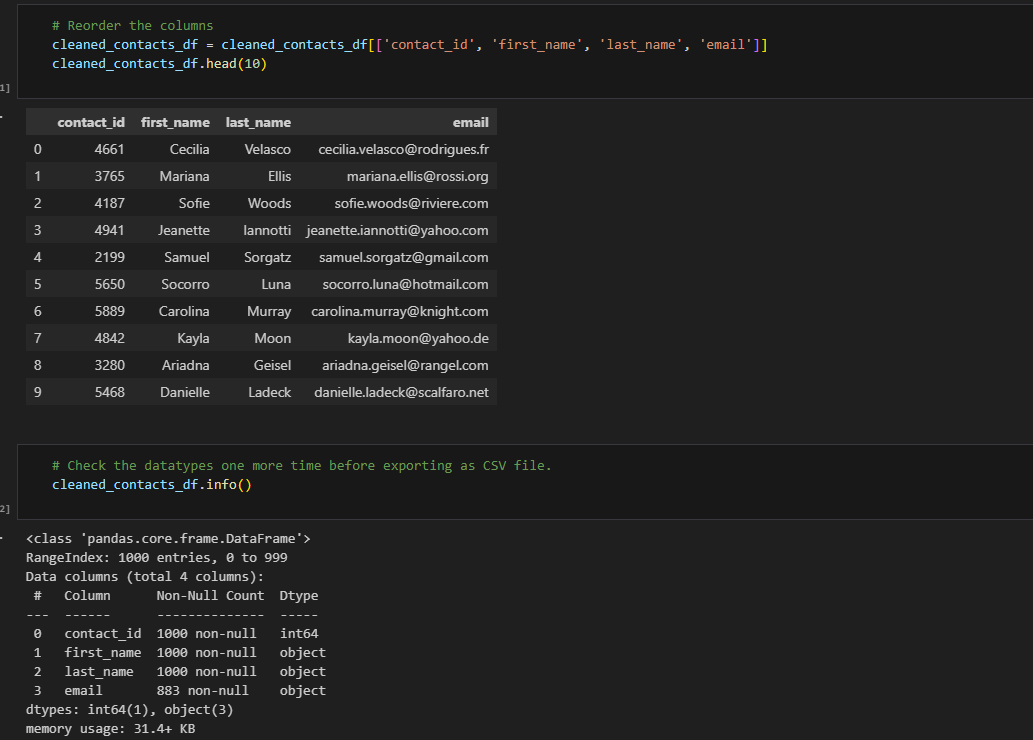 # Reorder the columns
cleaned_contacts_df = cleaned_contacts_df[['contact_id', 'first_name', 'last_name', 'email']]
cleaned_contacts_df.head(10)
1]
contact_id first_name last_name email
0 4661 Cecilia Velasco cecilia.velasco@rodrigues.fr
1 3765 Mariana Ellis mariana.ellis@rossi.org
2 4187 Sofie Woods sofie.woods@riviere.com
3 4941 Jeanette Iannotti jeanette.iannotti@yahoo.com
4 2199 Samuel Sorgatz samuel.sorgatz@gmail.com
5 5650 Socorro Luna socorro.luna@hotmail.com
6 5889 Carolina Murray carolina.murray@knight.com
7 4842 Kayla Moon kayla.moon@yahoo.de
8 3280 Ariadna Geisel ariadna.geisel@rangel.com
9 5468 Danielle Ladeck danielle.ladeck@scalfaro.net
# Check the datatypes one more time before exporting as CSV file.
cleaned_contacts_df.info()
2]
<class 'pandas.core.frame.DataFrame'>
RangeIndex: 1000 entries, 0 to 999
Data columns (total 4 columns):
 #   Column      Non-Null Count  Dtype
---  ------      --------------  -----
 0   contact_id  1000 non-null   int64
 1   first_name  1000 non-null   object
 2   last_name   1000 non-null   object
 3   email       883 non-null    object
dtypes: int64(1), object(3)
memory usage: 31.4+ KB